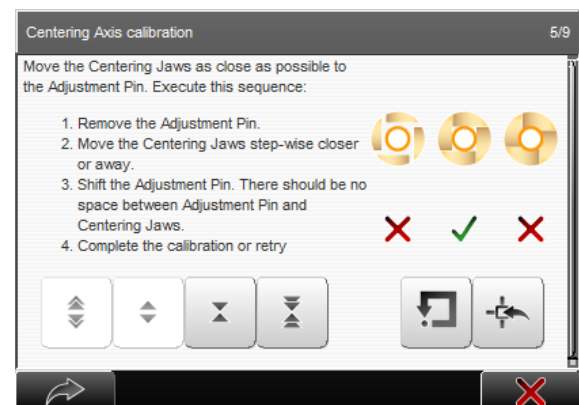 Centering Axis calibration 5/9
Move the Centering Jaws as close as possible to
the Adjustment Pin. Execute this sequence:
1. Remove the Adjustment Pin.
2. Move the Centering Jaws step-wise closer
or away.
3. Shift the Adjustment Pin. There should be no
space between Adjustment Pin and
Centering Jaws.
4. Complete the calibration or retry